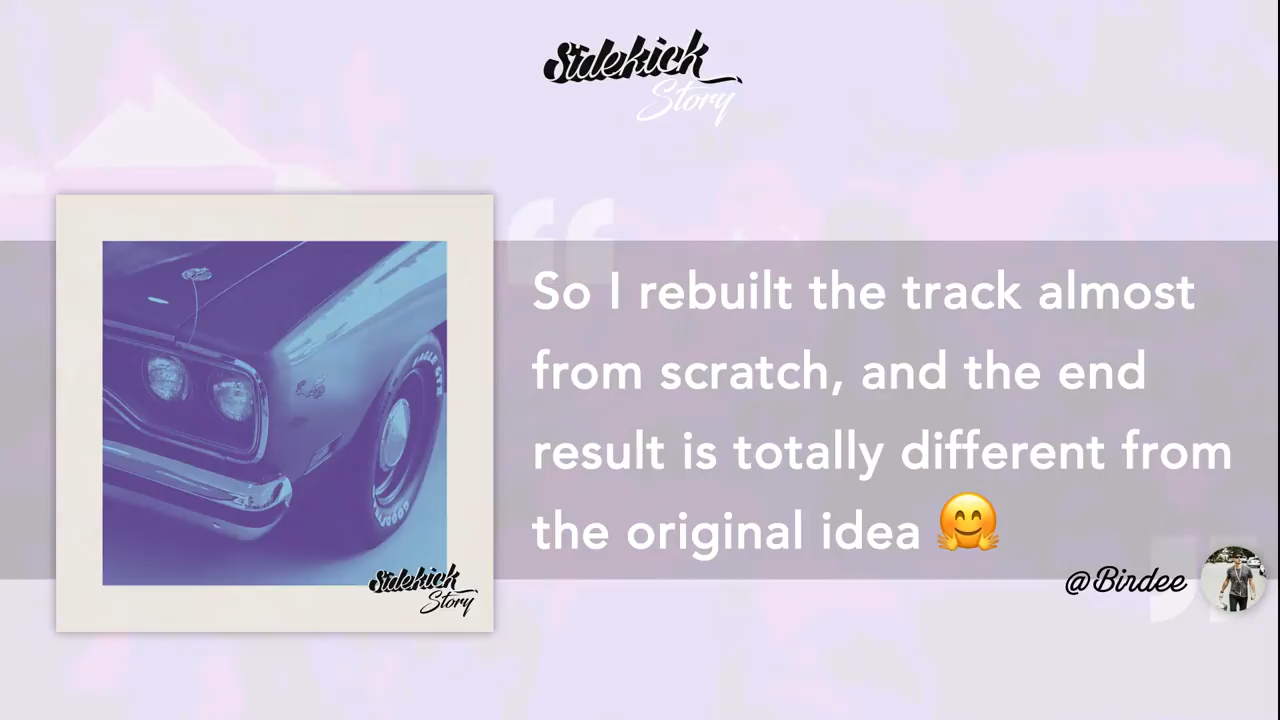 Sidekick
Story
So I rebuilt the track almost
from scratch, and the end
result is totally different from
the original idea 🤗
@Birdee
Sidekick
Story